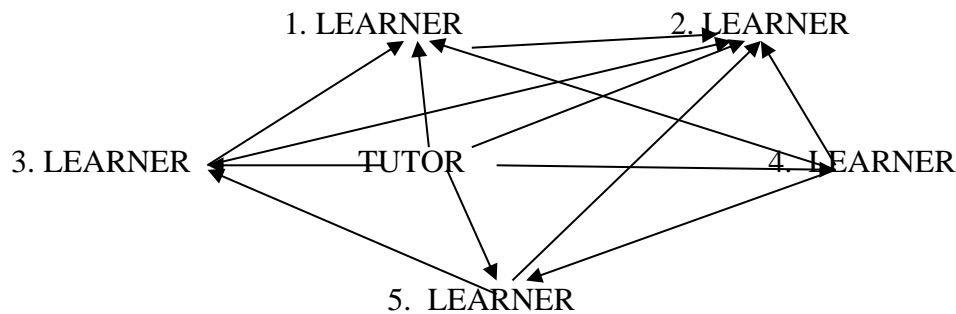 1. LEARNER 2. LEARNER
3. LEARNER TUTOR 4. LEARNER
5. LEARNER